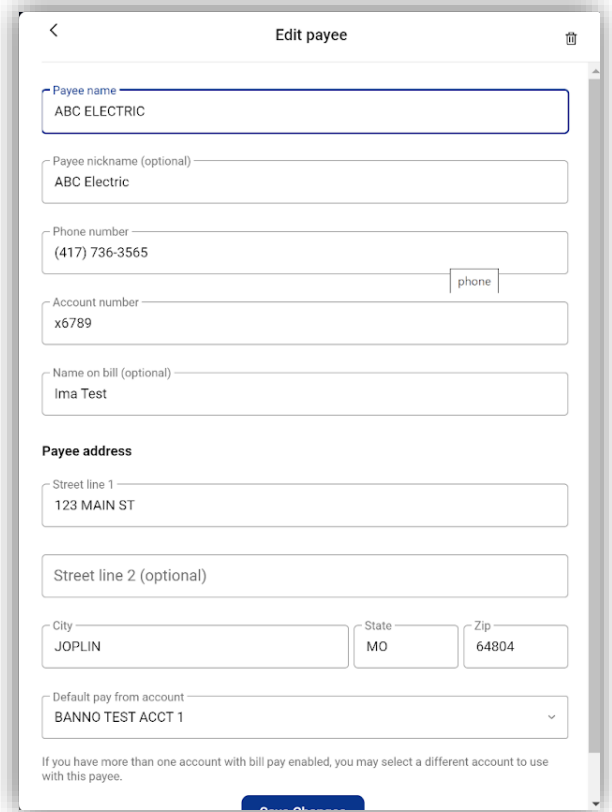 Edit payee
Payee name
ABC ELECTRIC
Payee nickname (optional)
ABC Electric
Phone number
(417) 736-3565
phone
Account number
x6789
Name on bill (optional)
Ima Test
Payee address
Street line 1
123 MAIN ST
Street line 2 (optional)
City State Zip
JOPLIN MO 64804
Default pay from account
BANNO TEST ACCT 1
If you have more than one account with bill pay enabled, you may select a different account to use
with this payee.
Save Changes